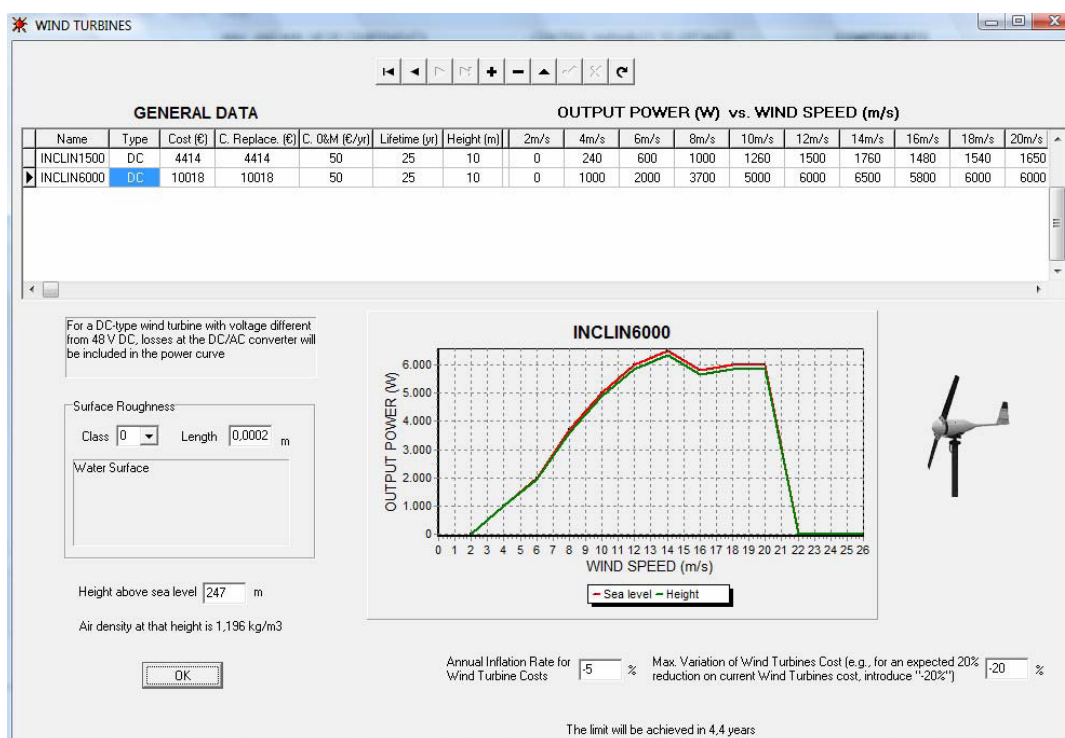 WIND TURBINES
GENERAL DATA
OUTPUT POWER (W) vs. WIND SPEED (m/s)
Name Type Cost (€) C. Replace. (€) C. O&M (€/yr) Lifetime (yr) Height (m) 2m/s 4m/s 6m/s 8m/s 10m/s 12m/s 14m/s 16m/s 18m/s 20m/s
INCLIN1500 DC 4414 4414 50 25 10 0 240 600 1000 1260 1500 1760 1480 1540 1650
INCLIN6000 DC 10018 10018 50 25 10 0 1000 2000 3700 5000 6000 6500 5800 6000 6000
For a DC-type wind turbine with voltage different
from 48 V DC, losses at the DC/AC converter will
be included in the power curve
Surface Roughness
Class 0 Length 0,0002 m
Water Surface
Height above sea level 247 m
Air density at that height is 1,196 kg/m3
OK
INCLIN6000
OUTPUT POWER (W)
6.000
5.000
4.000
3.000
2.000
1.000
0
0 1 2 3 4 5 6 7 8 9 10 11 12 13 14 15 16 17 18 19 20 21 22 23 24 25 26
WIND SPEED (m/s)
Sea level Height
Annual Inflation Rate for
Wind Turbine Costs
-5 %
Max. Variation of Wind Turbines Cost (e.g., for an expected 20%
reduction on current Wind Turbines cost, introduce "-20%")
-20 %
The limit will be achieved in 4,4 years